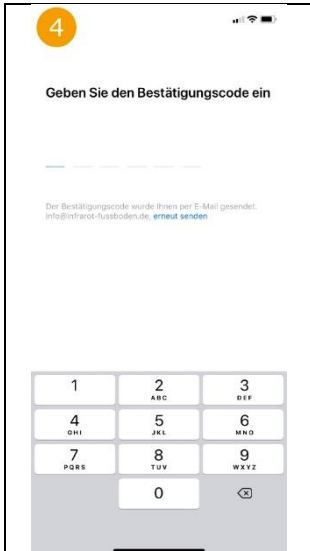 4
Geben Sie den Bestätigungscode ein
Der Bestätigungscode wurde Ihnen per E-Mail gesendet.
info@infrarot-fussboden.de, erneut senden
1 2 3
ABC DEF
4 5 6
GHI JKL MNO
7 8 9
PQRS TUV WXYZ
0